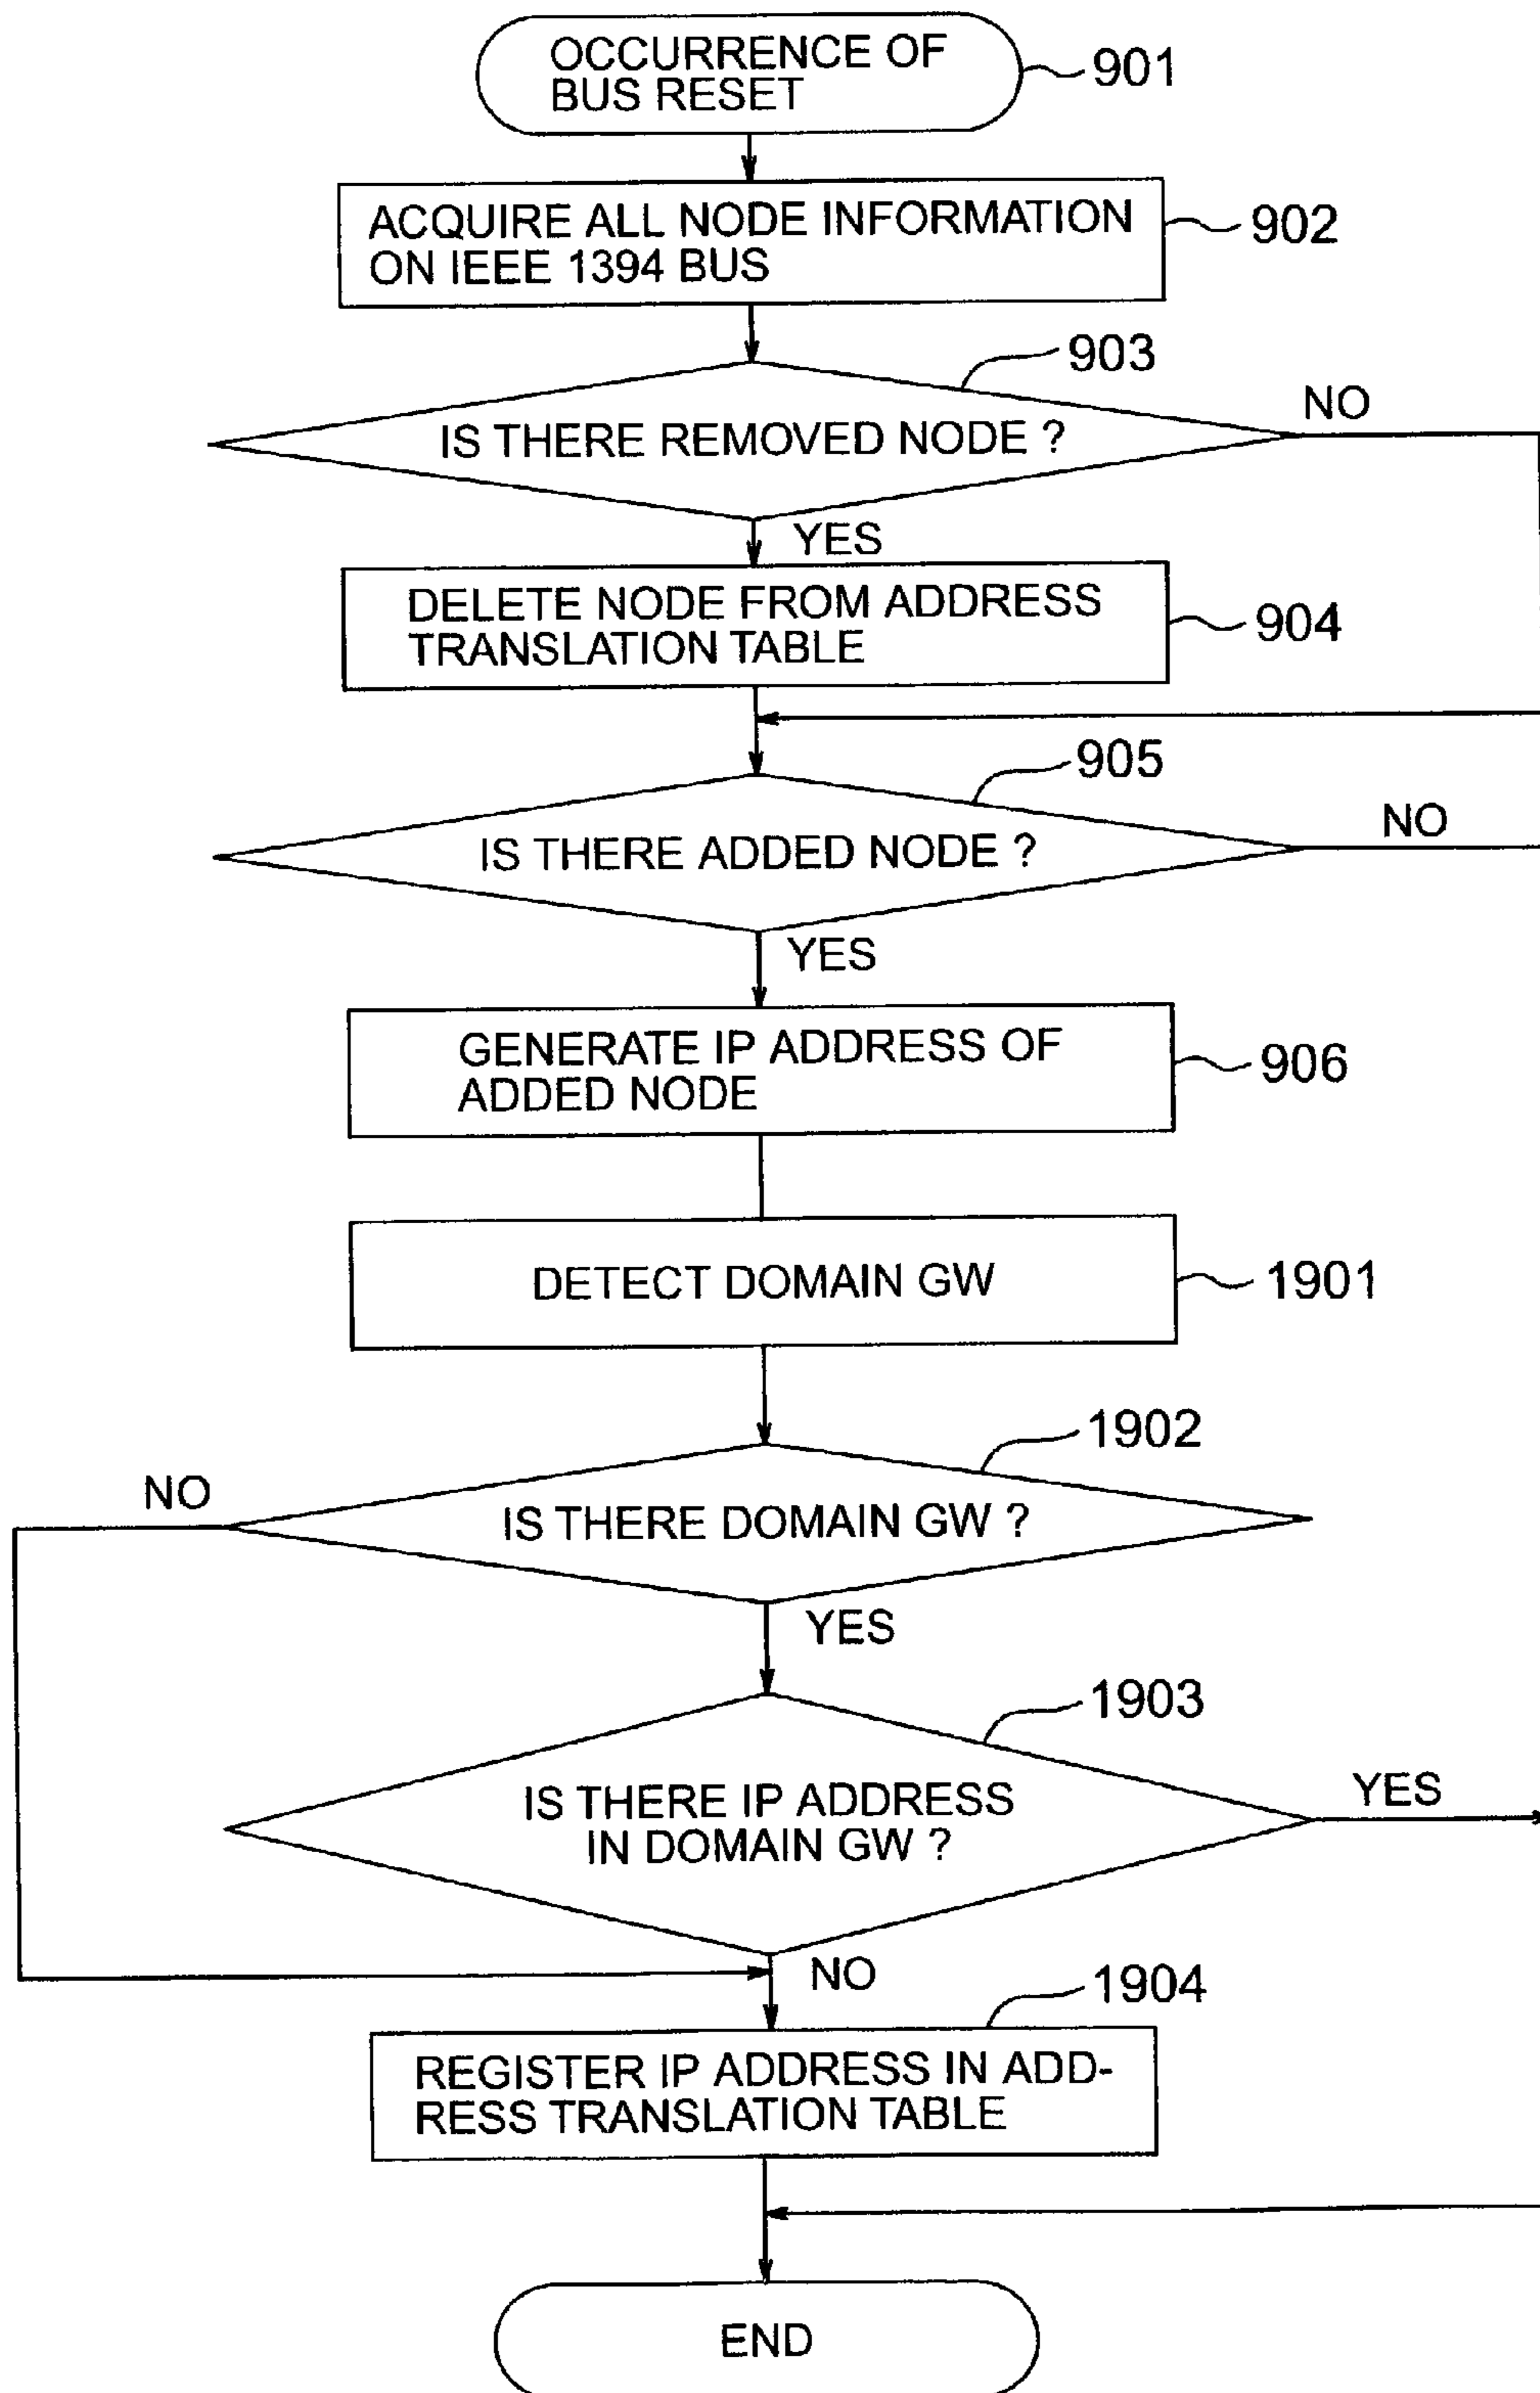 OCCURRENCE OF
BUS RESET
901
ACQUIRE ALL NODE INFORMATION
ON IEEE 1394 BUS
902
903
IS THERE REMOVED NODE ?
NO
YES
DELETE NODE FROM ADDRESS
TRANSLATION TABLE
904
905
IS THERE ADDED NODE ?
NO
YES
GENERATE IP ADDRESS OF
ADDED NODE
906
DETECT DOMAIN GW
1901
1902
NO
IS THERE DOMAIN GW ?
YES
1903
IS THERE IP ADDRESS
IN DOMAIN GW ?
YES
NO
1904
REGISTER IP ADDRESS IN ADD-
RESS TRANSLATION TABLE
END